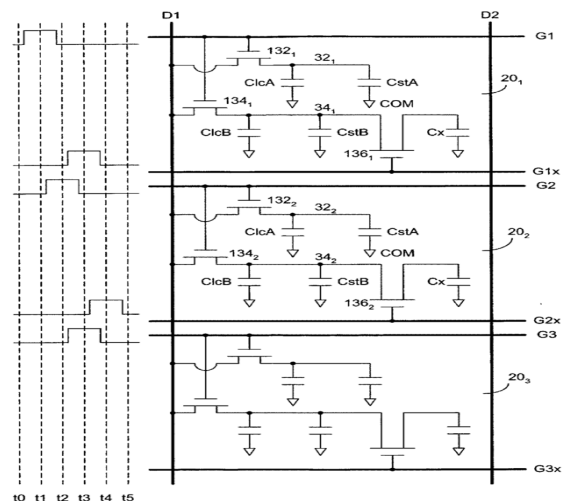 D1 D2
G1
132₁ 32₁
ClcA CstA
20₁
134₁ 34₁ COM
ClcB CstB Cx
136₁
G1x
G2
132₂ 32₂
ClcA CstA
20₂
134₂ 34₂ COM
ClcB CstB Cx
136₂
G2x
G3
20₃
G3x
t0 t1 t2 t3 t4 t5